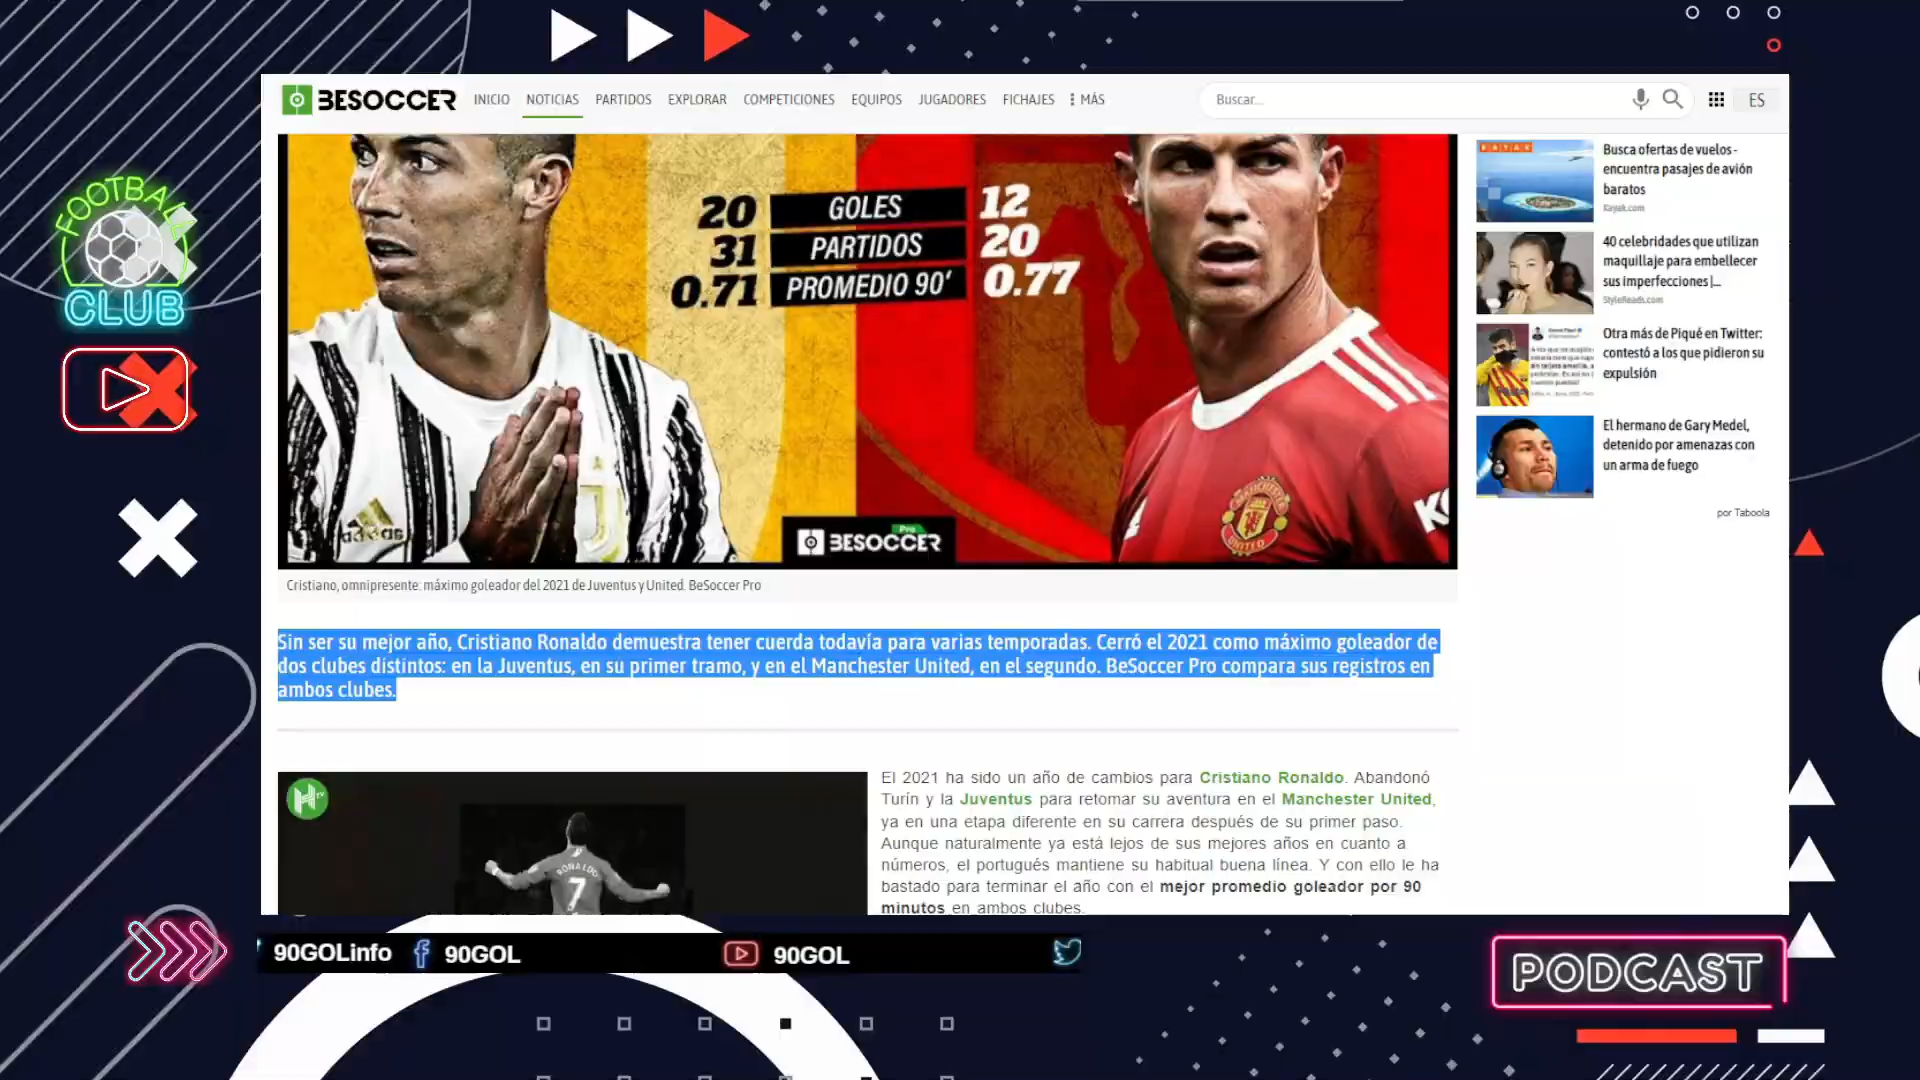 BESOCCER INICIO NOTICIAS PARTIDOS EXPLORAR COMPETICIONES EQUIPOS JUGADORES FICHAJES MÁS Buscar... ES
FOOTBALL
CLUB
20 GOLES 12
31 PARTIDOS 20
0.71 PROMEDIO 90' 0.77
adidas
MANCHESTER
UNITED
Pro
BESOCCER
Cristiano, omnipresente: máximo goleador del 2021 de Juventus y United. BeSoccer Pro
KAYAK
Busca ofertas de vuelos -
encuentra pasajes de avión
baratos
Kayak.com
40 celebridades que utilizan
maquillaje para embellecer
sus imperfecciones |...
StyleReads.com
Otra más de Piqué en Twitter:
contestó a los que pidieron su
expulsión
El hermano de Gary Medel,
detenido por amenazas con
un arma de fuego
por Taboola
Sin ser su mejor año, Cristiano Ronaldo demuestra tener cuerda todavía para varias temporadas. Cerró el 2021 como máximo goleador de
dos clubes distintos: en la Juventus, en su primer tramo, y en el Manchester United, en el segundo. BeSoccer Pro compara sus registros en
ambos clubes.
RONALDO
7
El 2021 ha sido un año de cambios para Cristiano Ronaldo. Abandonó
Turín y la Juventus para retomar su aventura en el Manchester United,
ya en una etapa diferente en su carrera después de su primer paso.
Aunque naturalmente ya está lejos de sus mejores años en cuanto a
números, el portugués mantiene su habitual buena línea. Y con ello le ha
bastado para terminar el año con el mejor promedio goleador por 90
minutos en ambos clubes.
90GOLinfo 90GOL 90GOL
PODCAST